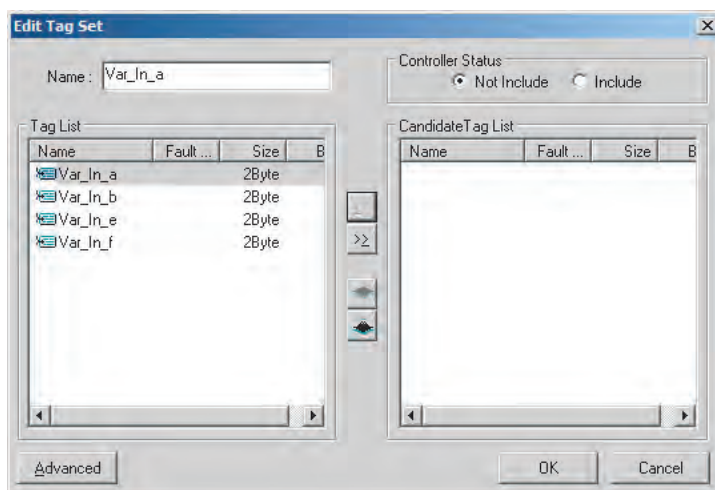 Edit Tag Set
Name : Var_In_a
Controller Status
Not Include Include
Tag List
Name Fault ... Size B
Var_In_a 2Byte
Var_In_b 2Byte
Var_In_e 2Byte
Var_In_f 2Byte
>>
CandidateTag List
Name Fault ... Size B
Advanced
OK Cancel